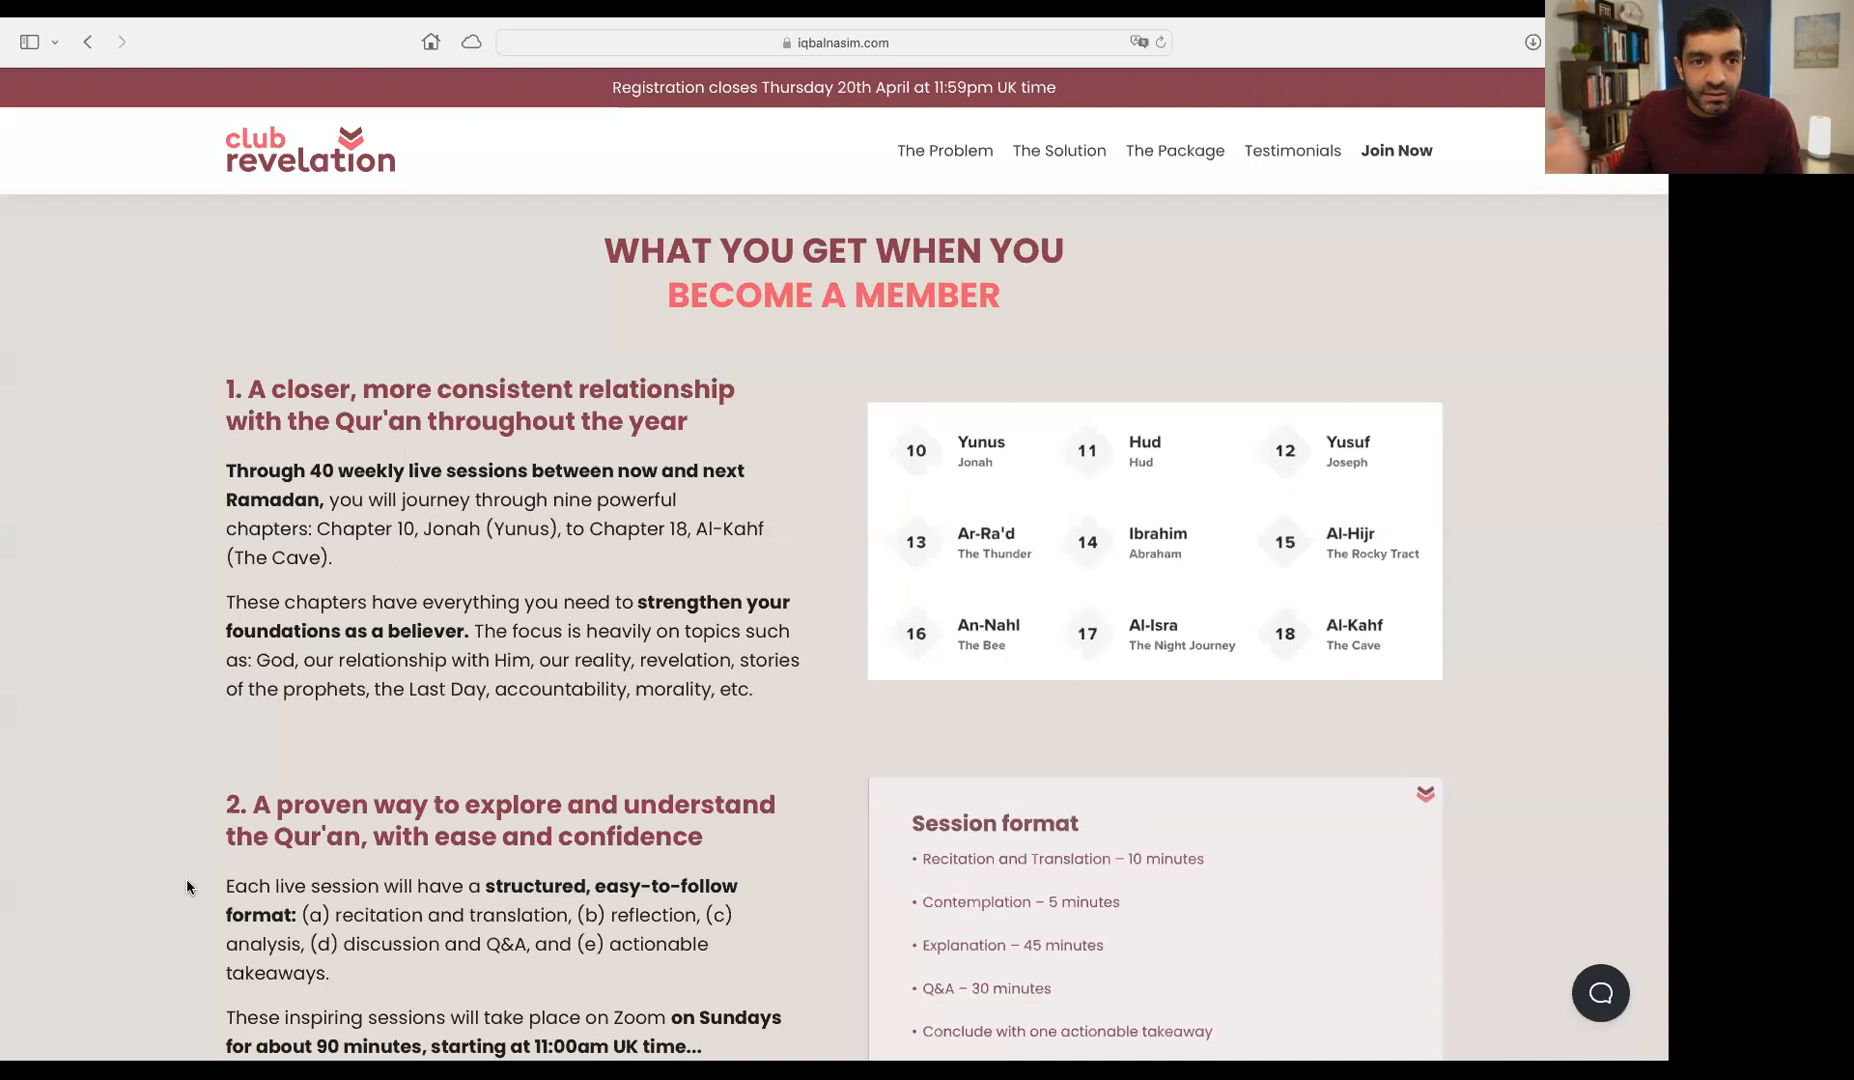 iqbalnasim.com
Registration closes Thursday 20th April at 11:59pm UK time
club
revelation
The Problem
The Solution
The Package
Testimonials
Join Now
WHAT YOU GET WHEN YOU
BECOME A MEMBER
1. A closer, more consistent relationship
with the Qur'an throughout the year
Through 40 weekly live sessions between now and next
Ramadan, you will journey through nine powerful
chapters: Chapter 10, Jonah (Yunus), to Chapter 18, Al-Kahf
(The Cave).
These chapters have everything you need to strengthen your
foundations as a believer. The focus is heavily on topics such
as: God, our relationship with Him, our reality, revelation, stories
of the prophets, the Last Day, accountability, morality, etc.
10 Yunus
Jonah
11 Hud
Hud
12 Yusuf
Joseph
13 Ar-Ra'd
The Thunder
14 Ibrahim
Abraham
15 Al-Hijr
The Rocky Tract
16 An-Nahl
The Bee
17 Al-Isra
The Night Journey
18 Al-Kahf
The Cave
2. A proven way to explore and understand
the Qur'an, with ease and confidence
Each live session will have a structured, easy-to-follow
format: (a) recitation and translation, (b) reflection, (c)
analysis, (d) discussion and Q&A, and (e) actionable
takeaways.
These inspiring sessions will take place on Zoom on Sundays
for about 90 minutes, starting at 11:00am UK time...
Session format
• Recitation and Translation – 10 minutes
• Contemplation – 5 minutes
• Explanation – 45 minutes
• Q&A – 30 minutes
• Conclude with one actionable takeaway